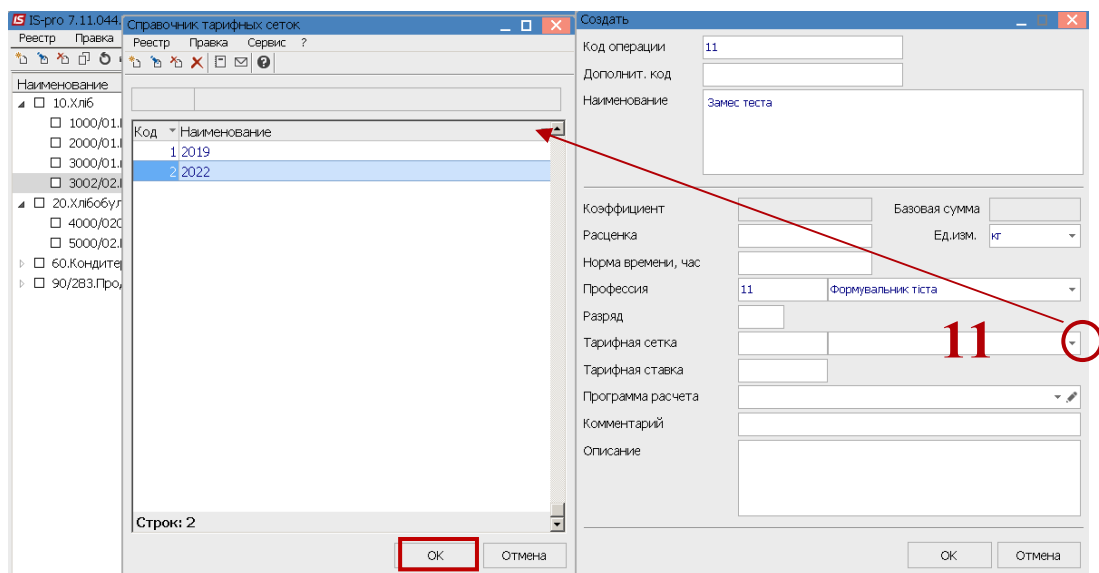 IS-pro 7.11.044.
Реестр Правка
Наименование
10.Хліб
1000/01.
2000/01.
3000/01.
3002/02.
20.Хлібобул
4000/020
5000/02.
60.Кондитер
90/283.Про
Справочник тарифных сеток
Реестр Правка Сервис ?
Код Наименование
1 2019
2 2022
Строк: 2
OK Отмена
Создать
Код операции 11
Дополнит. код
Наименование Замес теста
Коэффициент Базовая сумма
Расценка Ед.изм. кг
Норма времени, час
Профессия 11 Формувальник тіста
Разряд
Тарифная сетка
11
Тарифная ставка
Программа расчета
Комментарий
Описание
OK Отмена